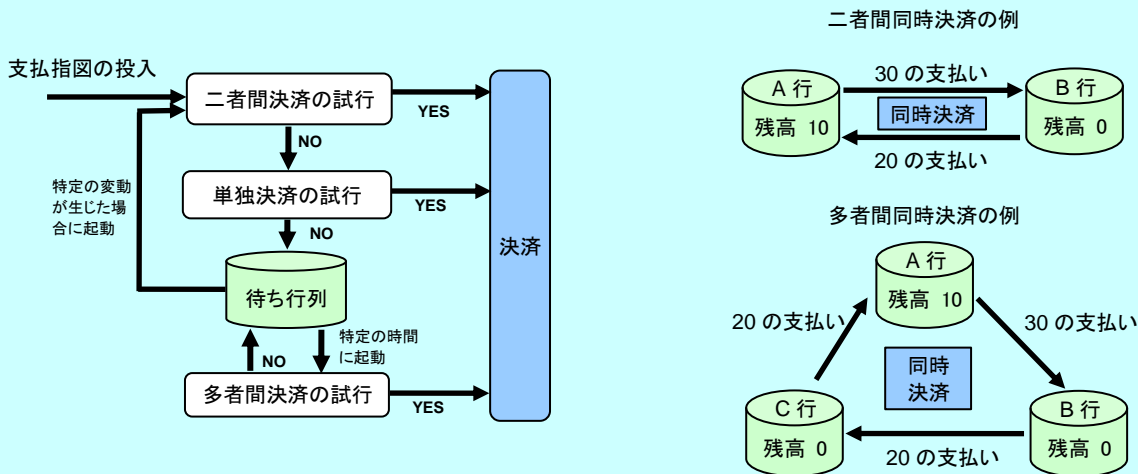 支払指図の投入
二者間決済の試行
YES
NO
特定の変動
が生じた場
合に起動
単独決済の試行
YES
NO
待ち行列
特定の時間
に起動
NO
多者間決済の試行
YES
決済
二者間同時決済の例
30 の支払い
A 行
残高 10
同時決済
B 行
残高 0
20 の支払い
多者間同時決済の例
A 行
残高 10
20 の支払い
30 の支払い
同時
決済
C 行
残高 0
B 行
残高 0
20 の支払い